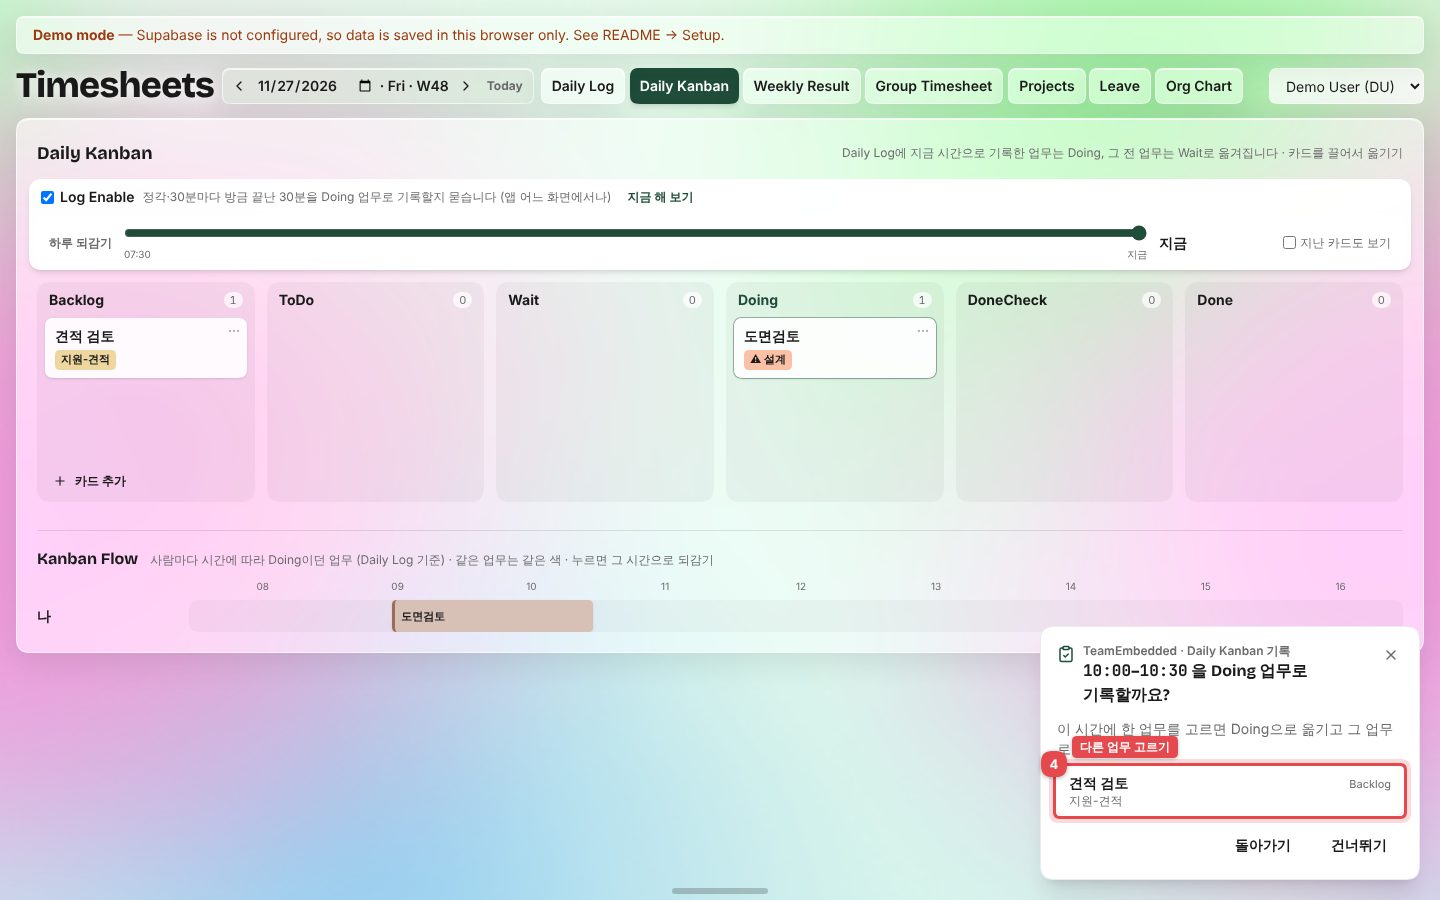 Demo mode — Supabase is not configured, so data is saved in this browser only. See README → Setup.
Timesheets
11/27/2026 · Fri · W48 Today
Daily Log
Daily Kanban
Weekly Result
Group Timesheet
Projects
Leave
Org Chart
Demo User (DU)
Daily Kanban
Daily Log에 지금 시간으로 기록한 업무는 Doing, 그 전 업무는 Wait로 옮겨집니다 · 카드를 끌어서 옮기기
Log Enable 정각·30분마다 방금 끝난 30분을 Doing 업무로 기록할지 묻습니다 (앱 어느 화면에서나) 지금 해 보기
하루 되감기
07:30
지금
지금
지난 카드도 보기
Backlog 1
ToDo 0
Wait 0
Doing 1
DoneCheck 0
Done 0
견적 검토 ···
지원-견적
도면검토 ···
⚠ 설계
+ 카드 추가
Kanban Flow 사람마다 시간에 따라 Doing이던 업무 (Daily Log 기준) · 같은 업무는 같은 색 · 누르면 그 시간으로 되감기
08 09 10 11 12 13 14 15 16
나
도면검토
TeamEmbedded · Daily Kanban 기록
10:00–10:30 을 Doing 업무로
기록할까요?
이 시간에 한 업무를 고르면 Doing으로 옮기고 그 업무
로
다른 업무 고르기
4
견적 검토 Backlog
지원-견적
돌아가기
건너뛰기